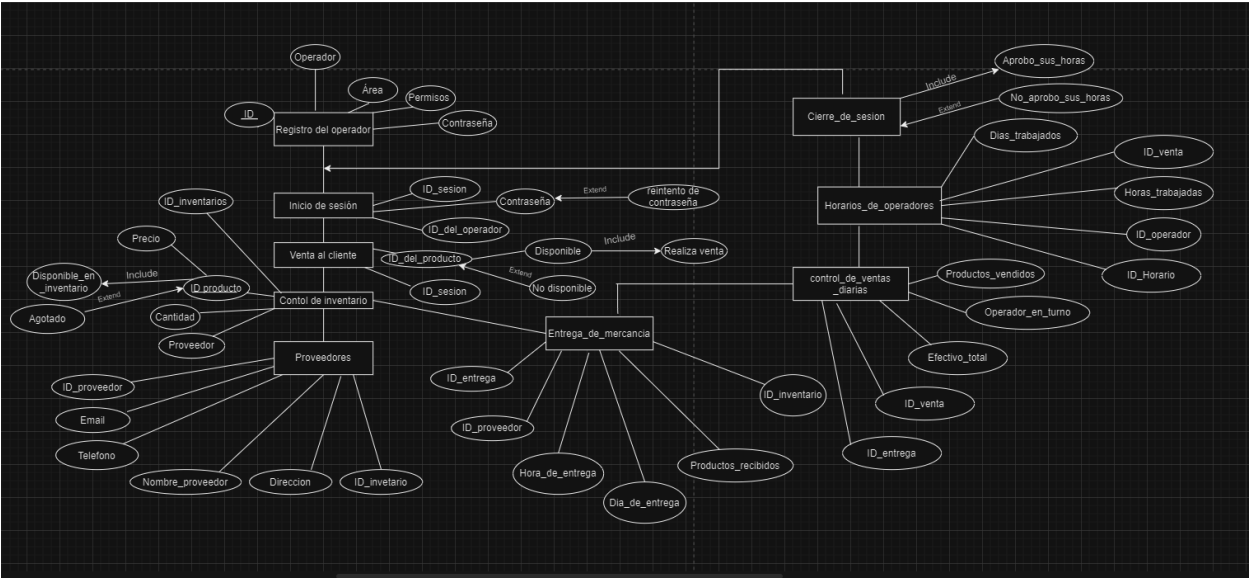 Operador
Área
Permisos
ID
Registro del operador
Contraseña
Aprobo_sus_horas
Include
No_aprobo_sus_horas
Extend
Cierre_de_sesion
Dias_trabajados
ID_venta
Horas_trabajadas
Horarios_de_operadores
ID_operador
ID_Horario
ID_inventarios
Inicio de sesión
ID_sesion
Contraseña
Extend
reintento de
contraseña
ID_del_operador
Precio
Venta al cliente
ID_del_producto
Disponible
Include
Realiza venta
Extend
No disponible
ID_sesion
Disponible_en
_inventario
Include
Extend
ID producto
Agotado
Cantidad
Proveedor
Contol de inventario
control_de_ventas
_diarias
Productos_vendidos
Operador_en_turno
Efectivo_total
ID_venta
ID_entrega
Entrega_de_mercancia
ID_entrega
ID_proveedor
Hora_de_entrega
Dia_de_entrega
Productos_recibidos
ID_inventario
Proveedores
ID_proveedor
Email
Telefono
Nombre_proveedor
Direccion
ID_invetario